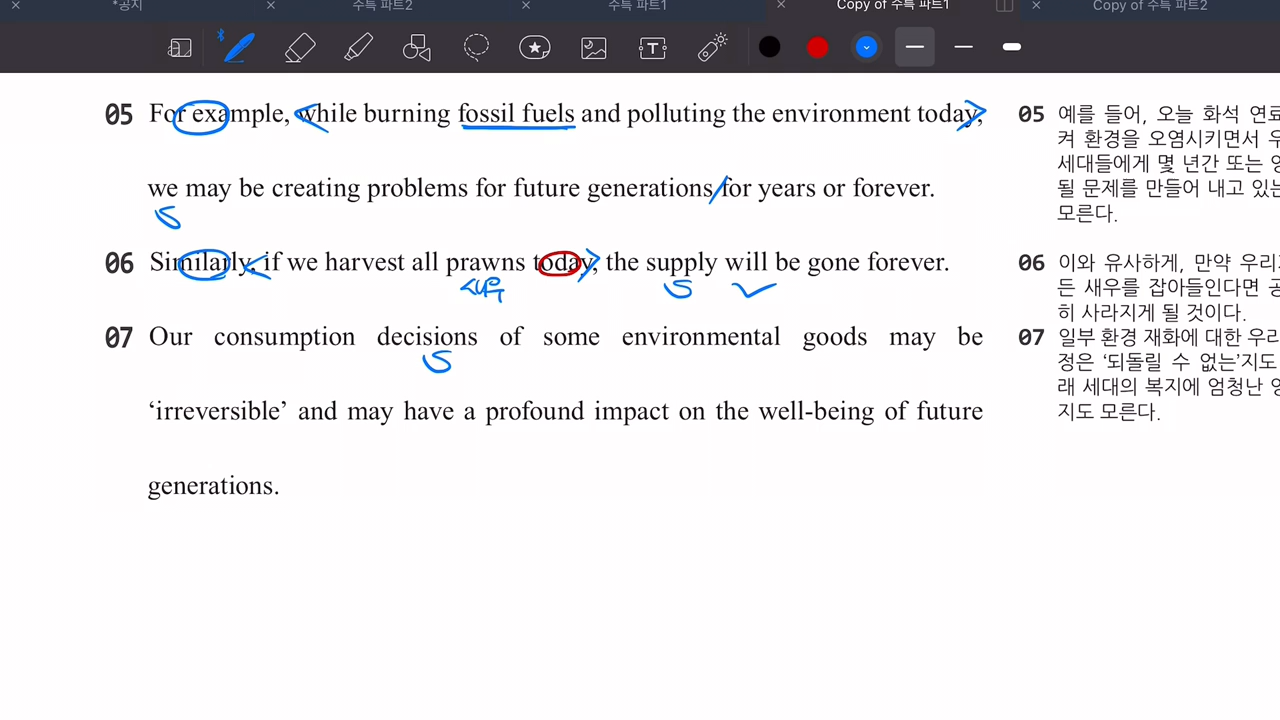 *공지
수특 파트2
수특 파트1
Copy of 수특 파트1
Copy of 수특 파트2
05 For example, while burning fossil fuels and polluting the environment today,
we may be creating problems for future generations for years or forever.
S
06 Similarly, if we harvest all prawns today, the supply will be gone forever.
새우
S
07 Our consumption decisions of some environmental goods may be
S
‘irreversible’ and may have a profound impact on the well-being of future
generations.
05 예를 들어, 오늘 화석 연료
켜 환경을 오염시키면서 우
세대들에게 몇 년간 또는
될 문제를 만들어 내고 있는
모른다.
06 이와 유사하게, 만약 우리가
든 새우를 잡아들인다면 공
히 사라지게 될 것이다.
07 일부 환경 재화에 대한 우리
정은 ‘되돌릴 수 없는’지도
래 세대의 복지에 엄청난
지도 모른다.